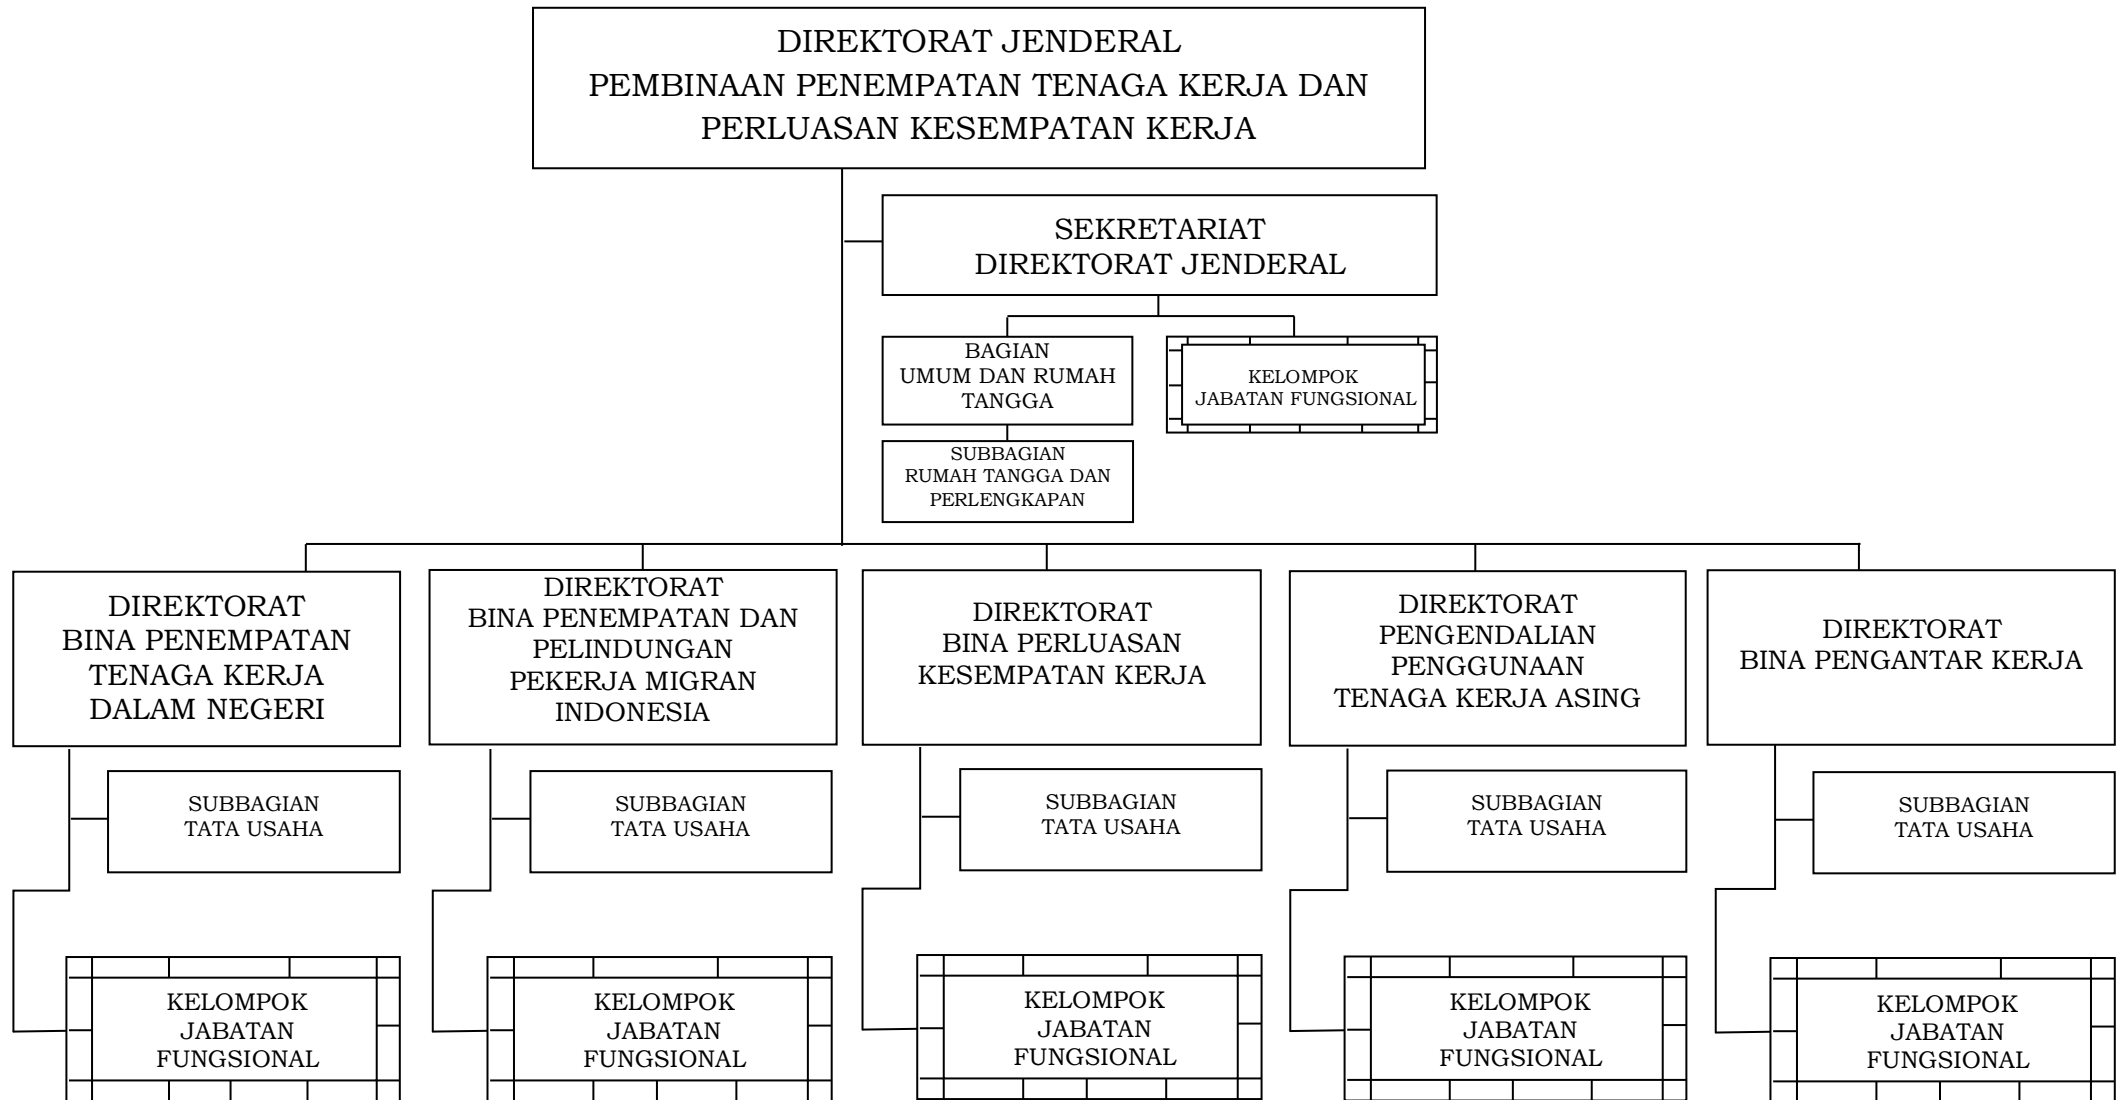 DIREKTORAT JENDERAL
PEMBINAAN PENEMPATAN TENAGA KERJA DAN
PERLUASAN KESEMPATAN KERJA
SEKRETARIAT
DIREKTORAT JENDERAL
BAGIAN
UMUM DAN RUMAH
TANGGA
KELOMPOK
JABATAN FUNGSIONAL
SUBBAGIAN
RUMAH TANGGA DAN
PERLENGKAPAN
DIREKTORAT
BINA PENEMPATAN
TENAGA KERJA
DALAM NEGERI
DIREKTORAT
BINA PENEMPATAN DAN
PELINDUNGAN
PEKERJA MIGRAN
INDONESIA
DIREKTORAT
BINA PERLUASAN
KESEMPATAN KERJA
DIREKTORAT
PENGENDALIAN
PENGGUNAAN
TENAGA KERJA ASING
DIREKTORAT
BINA PENGANTAR KERJA
SUBBAGIAN
TATA USAHA
SUBBAGIAN
TATA USAHA
SUBBAGIAN
TATA USAHA
SUBBAGIAN
TATA USAHA
SUBBAGIAN
TATA USAHA
KELOMPOK
JABATAN
FUNGSIONAL
KELOMPOK
JABATAN
FUNGSIONAL
KELOMPOK
JABATAN
FUNGSIONAL
KELOMPOK
JABATAN
FUNGSIONAL
KELOMPOK
JABATAN
FUNGSIONAL